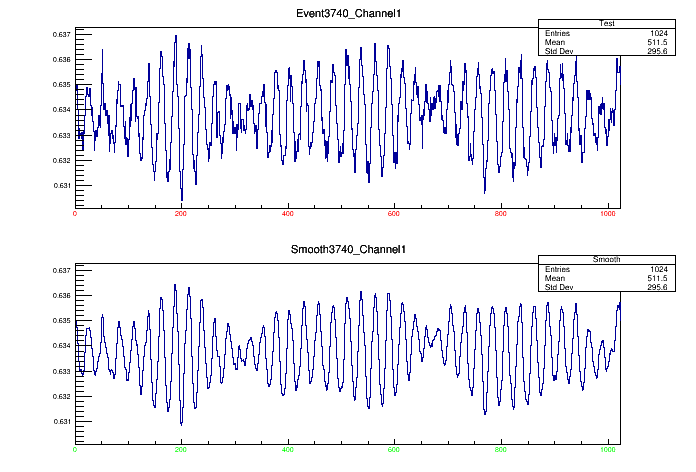 Event3740_Channel1
Test
Entries 1024
Mean 511.5
Std Dev 295.6
0.637
0.636
0.635
0.634
0.633
0.632
0.631
0 200 400 600 800 1000
Smooth3740_Channel1
Smooth
Entries 1024
Mean 511.5
Std Dev 295.6
0.637
0.636
0.635
0.634
0.633
0.632
0.631
0 200 400 600 800 1000